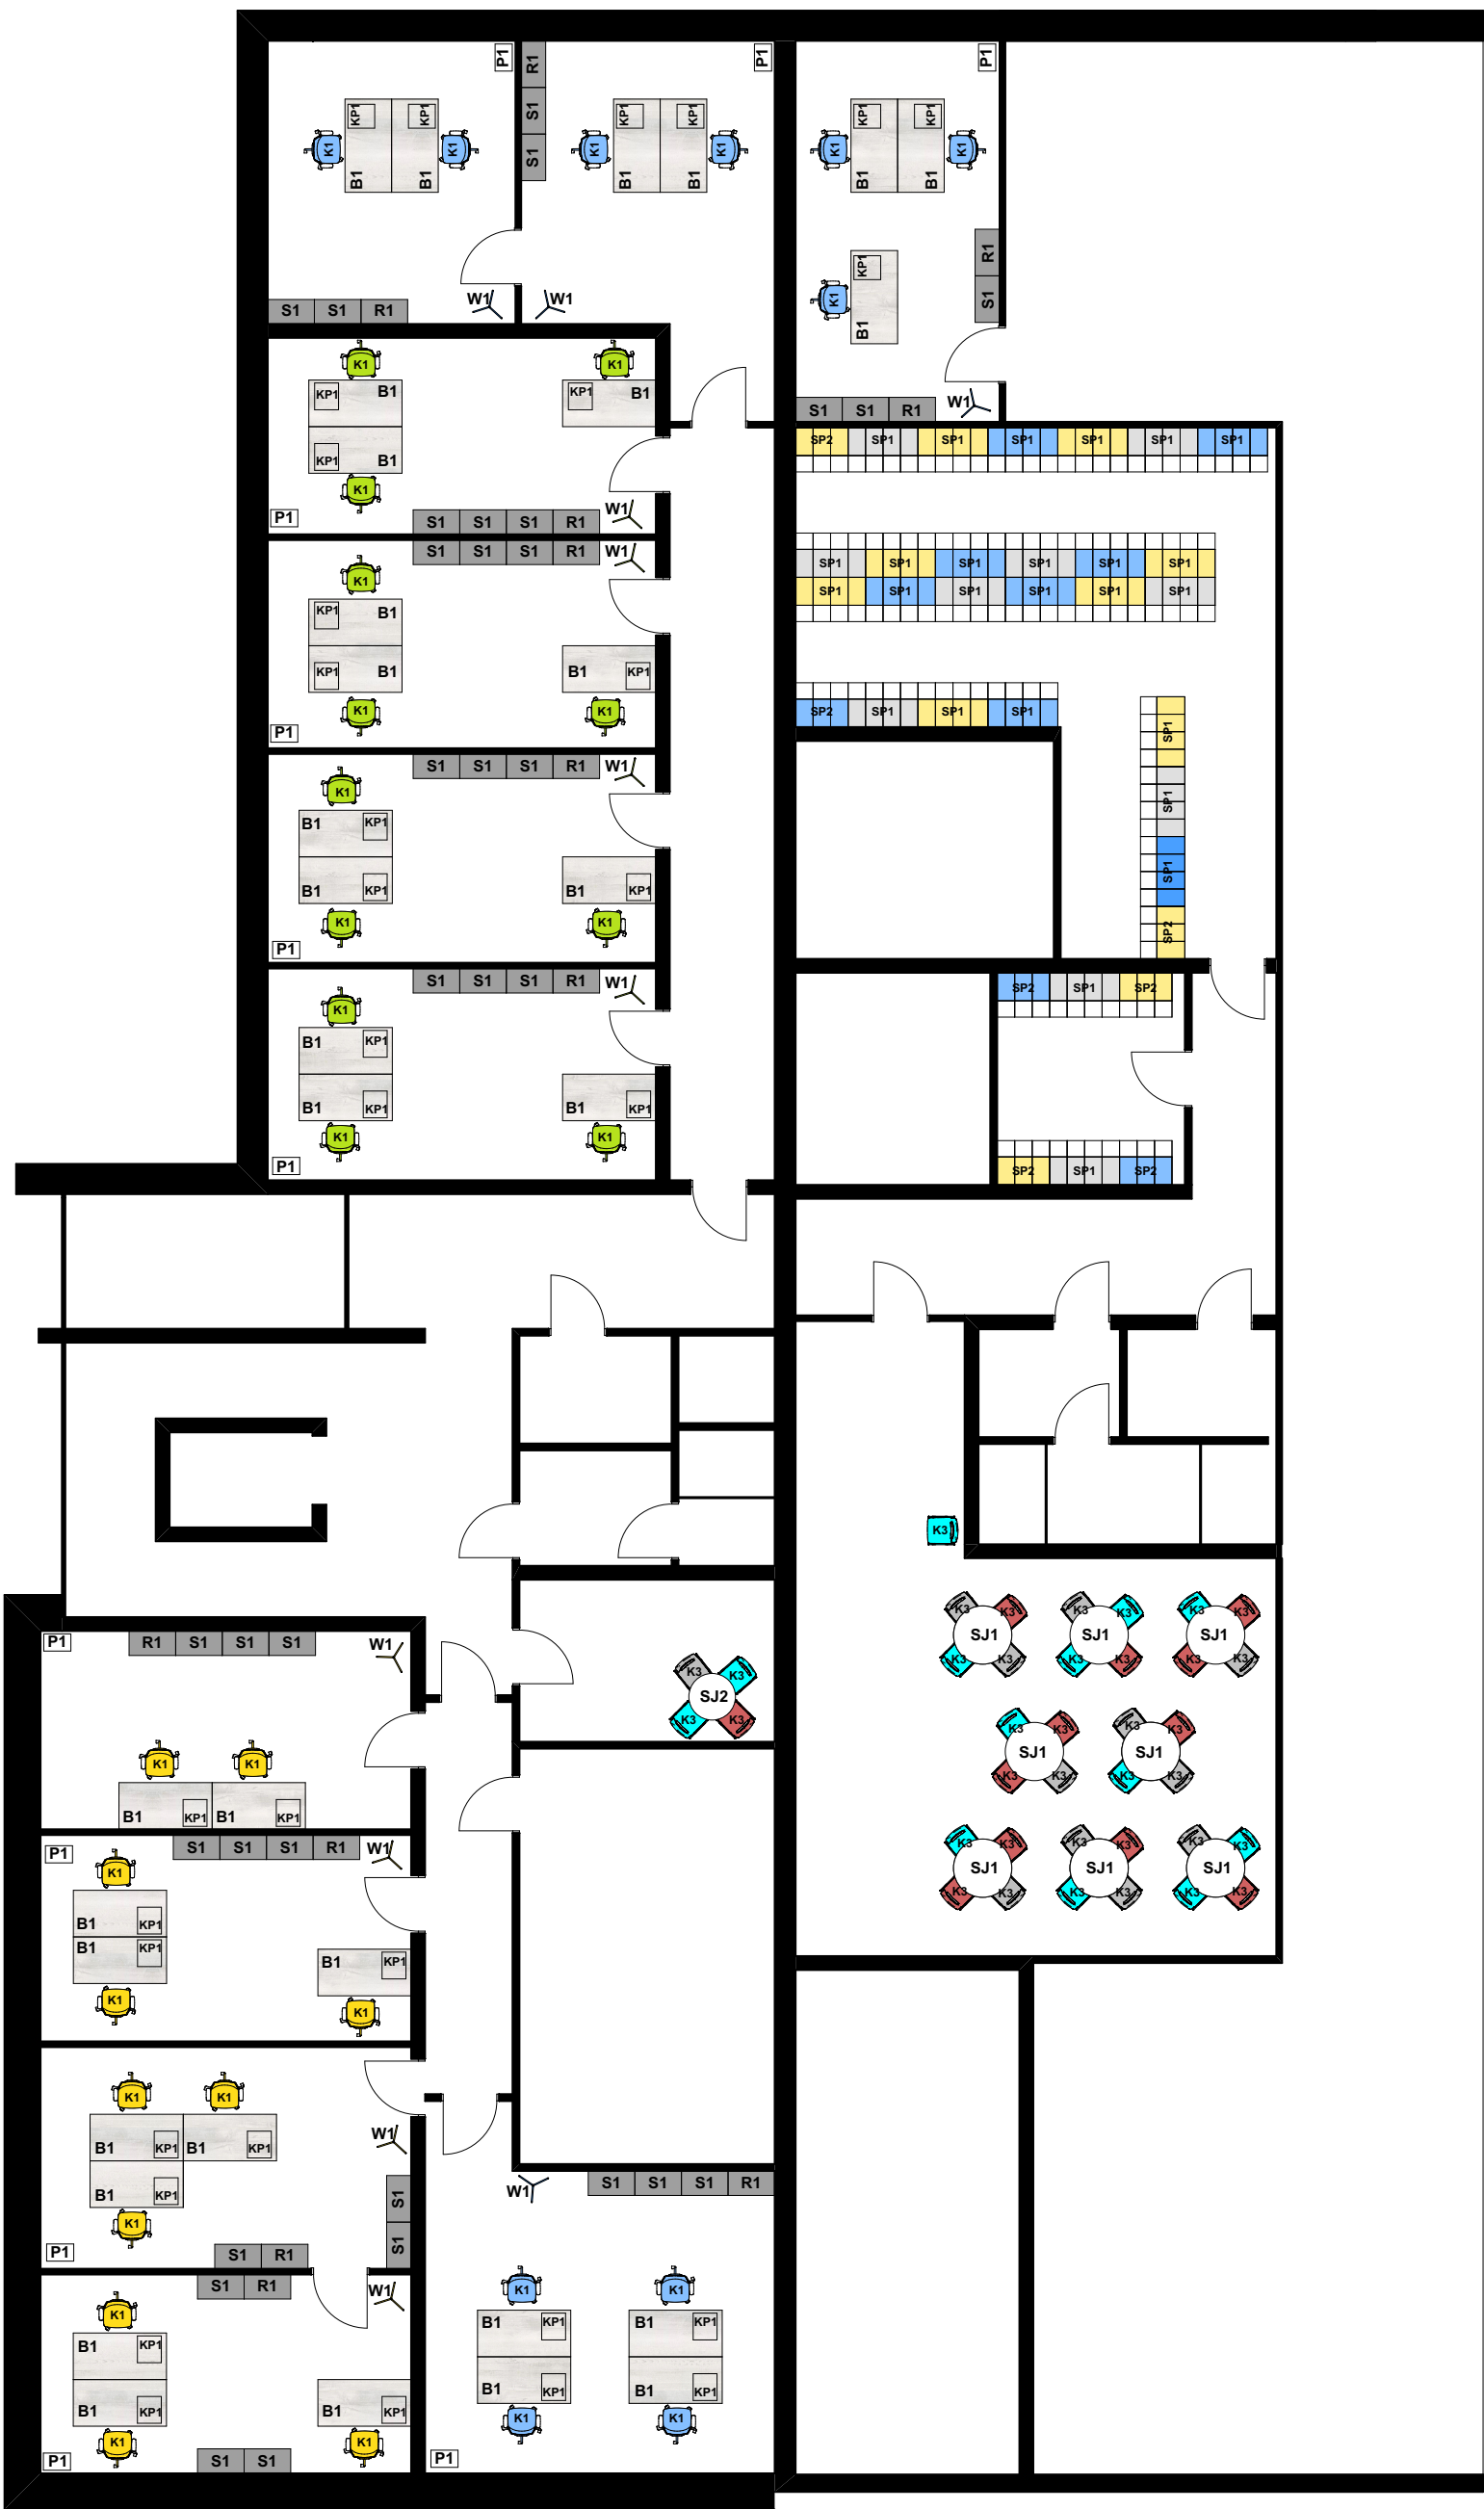 P1 R1 P1 P1
KP1 KP1 S1 KP1 KP1 KP1 KP1
K1 K1 S1 K1 K1 K1 K1
B1 B1 B1 B1 B1 B1
R1
KP1
K1 S1
B1
S1 S1 R1 W1 W1
S1 S1 R1 W1
K1 K1
KP1 B1 KP1 B1
KP1 B1
K1
P1 S1 S1 S1 R1 W1
SP2 SP1 SP1 SP1 SP1 SP1 SP1
S1 S1 S1 R1 W1
K1
KP1 B1
KP1 B1 B1 KP1
K1 K1
P1
SP1 SP1 SP1 SP1 SP1 SP1
SP1 SP1 SP1 SP1 SP1 SP1
SP2 SP1 SP1 SP1
SP1
SP1
SP1
SP2
S1 S1 S1 R1 W1
K1
B1 KP1
B1 KP1 B1 KP1
K1 K1
P1
S1 S1 S1 R1 W1
K1
B1 KP1
B1 KP1 B1 KP1
K1 K1
P1
SP2 SP1 SP2
SP2 SP1 SP2
K3
K3 K3 K3 K3 K3 K3
SJ1 SJ1 SJ1
K3 K3 K3 K3 K3 K3
K3 K3 K3 K3
SJ1 SJ1
K3 K3 K3 K3
K3 K3 K3 K3 K3 K3
SJ1 SJ1 SJ1
K3 K3 K3 K3 K3 K3
K3 K3
SJ2
K3 K3
P1 R1 S1 S1 S1 W1
K1 K1
B1 KP1 B1 KP1
P1 S1 S1 S1 R1 W1
K1
B1 KP1
B1 KP1 B1 KP1
K1 K1
K1 K1
B1 KP1 B1 KP1 W1
B1 KP1 S1
K1
P1 S1 R1 S1
S1 R1 W1
K1
B1 KP1
B1 KP1 B1 KP1
K1 K1
P1 S1 S1
W1 S1 S1 S1 R1
K1 K1
B1 KP1 B1 KP1
B1 KP1 B1 KP1
K1 K1
P1